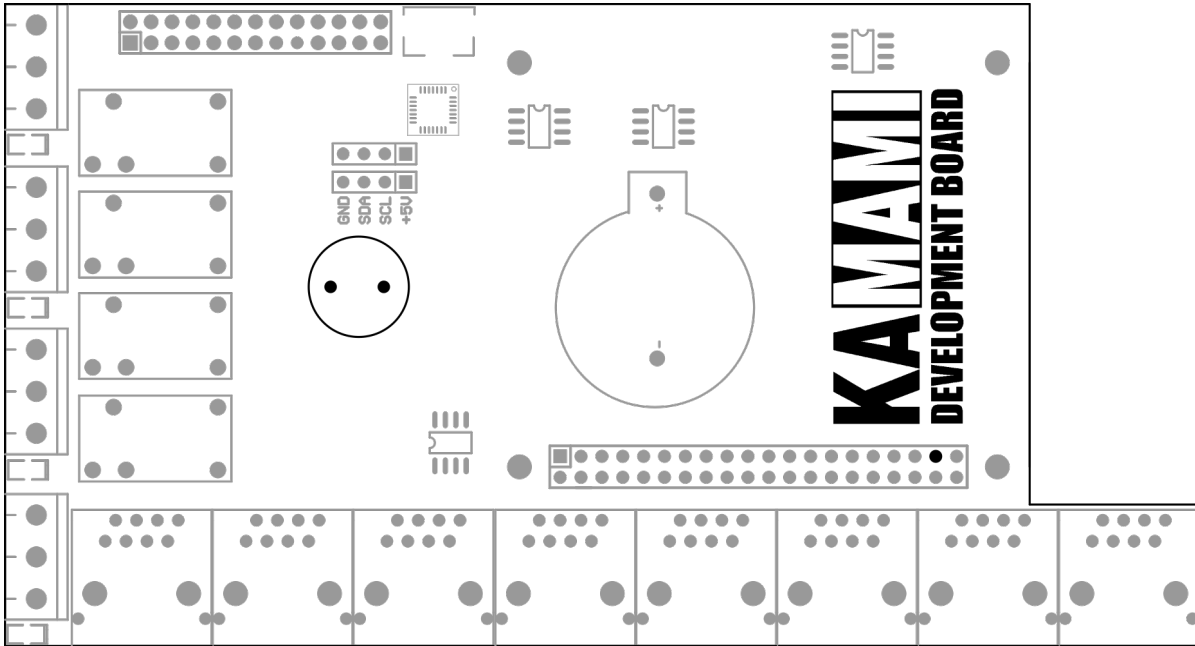 GND
SDA
SCL
+5V
+
-
KAMAMI
DEVELOPMENT BOARD